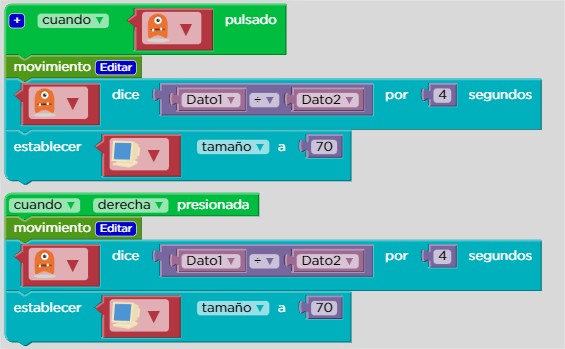 + cuando ▼ ▼ pulsado
movimiento Editar
▼ dice Dato1 ▼ ÷ ▼ Dato2 ▼ por 4 segundos
establecer ▼ tamaño ▼ a 70
cuando ▼ derecha ▼ presionada
movimiento Editar
▼ dice Dato1 ▼ ÷ ▼ Dato2 ▼ por 4 segundos
establecer ▼ tamaño ▼ a 70